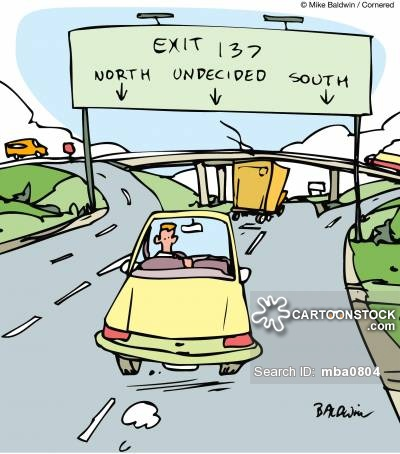 © Mike Baldwin / Cornered
EXIT 137
NORTH UNDECIDED SOUTH
CARTOONSTOCK
.com
Search ID: mba0804
BALDWIN